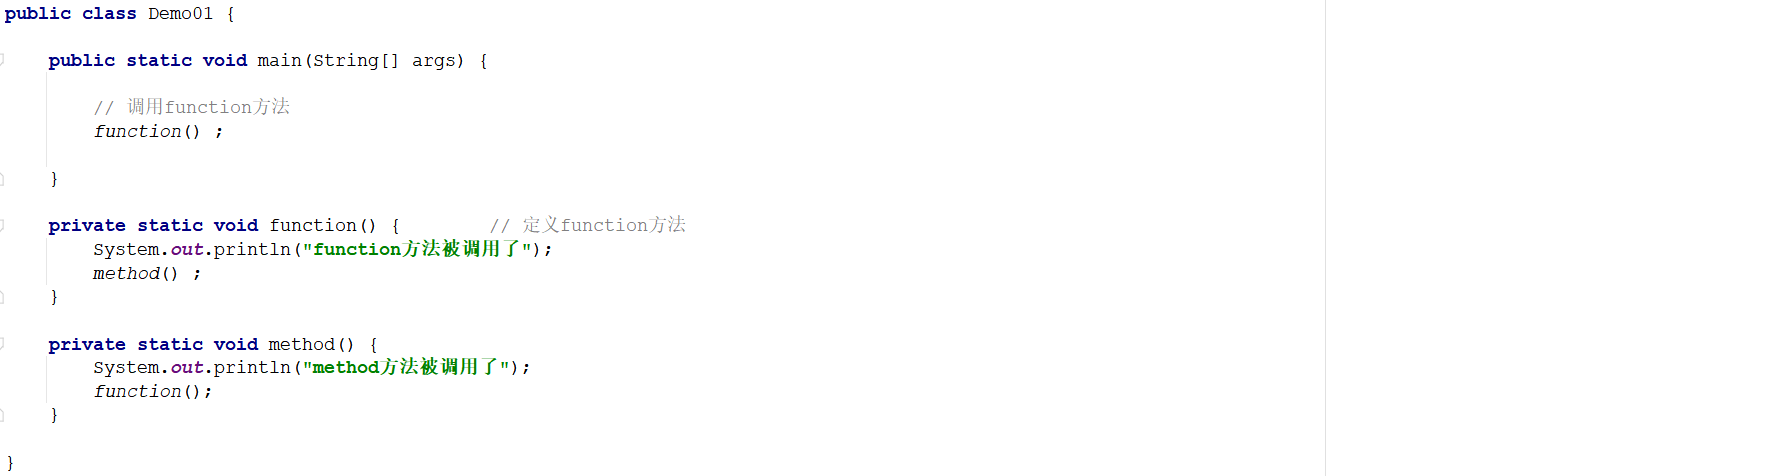 public class Demo01 {
public static void main(String[] args) {
// 调用function方法
function() ;
}
private static void function() { // 定义function方法
System.out.println("function方法被调用了");
method() ;
}
private static void method() {
System.out.println("method方法被调用了");
function();
}
}